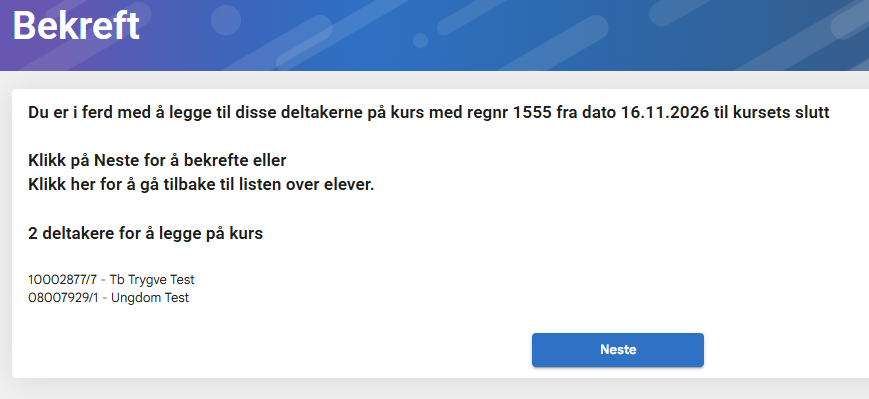 Bekreft
Du er i ferd med å legge til disse deltakerne på kurs med regnr 1555 fra dato 16.11.2026 til kursets slutt
Klikk på Neste for å bekrefte eller
Klikk her for å gå tilbake til listen over elever.
2 deltakere for å legge på kurs
10002877/7 - Tb Trygve Test
08007929/1 - Ungdom Test
Neste